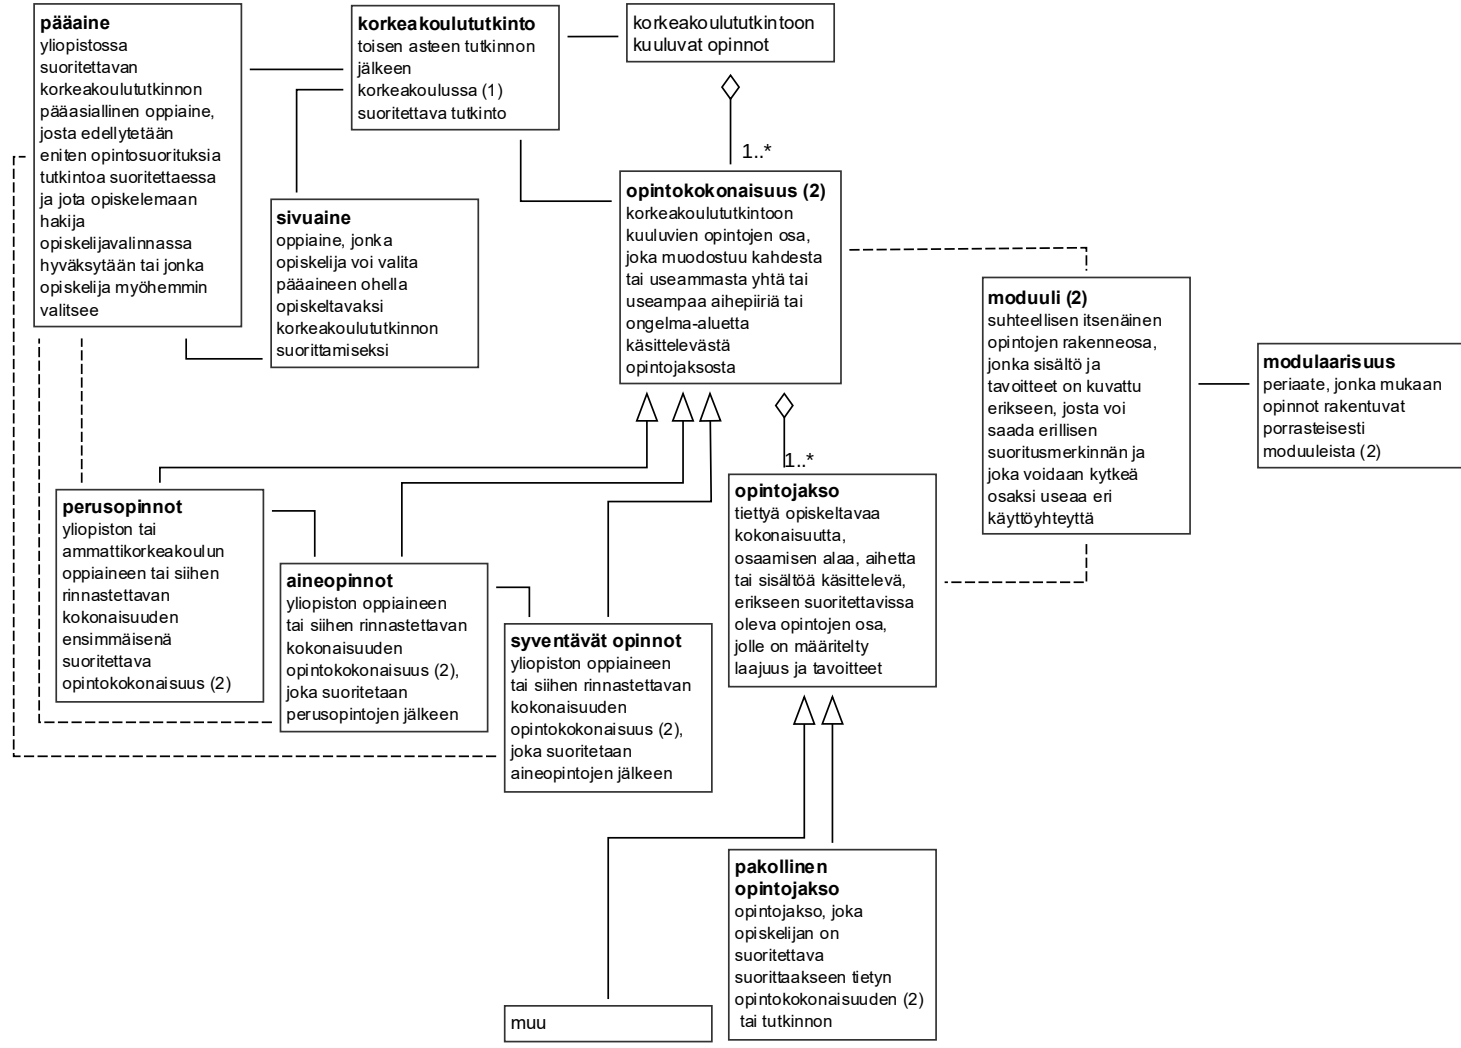 pääaine
yliopistossa
suoritettavan
korkeakoulututkinnon
pääasiallinen oppiaine,
josta edellytetään
eniten opintosuorituksia
tutkintoa suoritettaessa
ja jota opiskelemaan
hakija
opiskelijavalinnassa
hyväksytään tai jonka
opiskelija myöhemmin
valitsee
korkeakoulututkinto
toisen asteen tutkinnon
jälkeen
korkeakoulussa (1)
suoritettava tutkinto
korkeakoulututkintoon
kuuluvat opinnot
1..*
sivuaine
oppiaine, jonka
opiskelija voi valita
pääaineen ohella
opiskeltavaksi
korkeakoulututkinnon
suorittamiseksi
opintokokonaisuus (2)
korkeakoulututkintoon
kuuluvien opintojen osa,
joka muodostuu kahdesta
tai useammasta yhtä tai
useampaa aihepiiriä tai
ongelma-aluetta
käsittelevästä
opintojaksosta
moduuli (2)
suhteellisen itsenäinen
opintojen rakenneosa,
jonka sisältö ja
tavoitteet on kuvattu
erikseen, josta voi
saada erillisen
suoritusmerkinnän ja
joka voidaan kytkeä
osaksi useaa eri
käyttöyhteyttä
modulaarisuus
periaate, jonka mukaan
opinnot rakentuvat
porrasteisesti
moduuleista (2)
1..*
perusopinnot
yliopiston tai
ammattikorkeakoulun
oppiaineen tai siihen
rinnastettavan
kokonaisuuden
ensimmäisenä
suoritettava
opintokokonaisuus (2)
aineopinnot
yliopiston oppiaineen
tai siihen rinnastettavan
kokonaisuuden
opintokokonaisuus (2),
joka suoritetaan
perusopintojen jälkeen
syventävät opinnot
yliopiston oppiaineen
tai siihen rinnastettavan
kokonaisuuden
opintokokonaisuus (2),
joka suoritetaan
aineopintojen jälkeen
opintojakso
tiettyä opiskeltavaa
kokonaisuutta,
osaamisen alaa, aihetta
tai sisältöä käsittelevä,
erikseen suoritettavissa
oleva opintojen osa,
jolle on määritelty
laajuus ja tavoitteet
pakollinen
opintojakso
opintojakso, joka
opiskelijan on
suoritettava
suorittaakseen tietyn
opintokokonaisuuden (2)
tai tutkinnon
muu